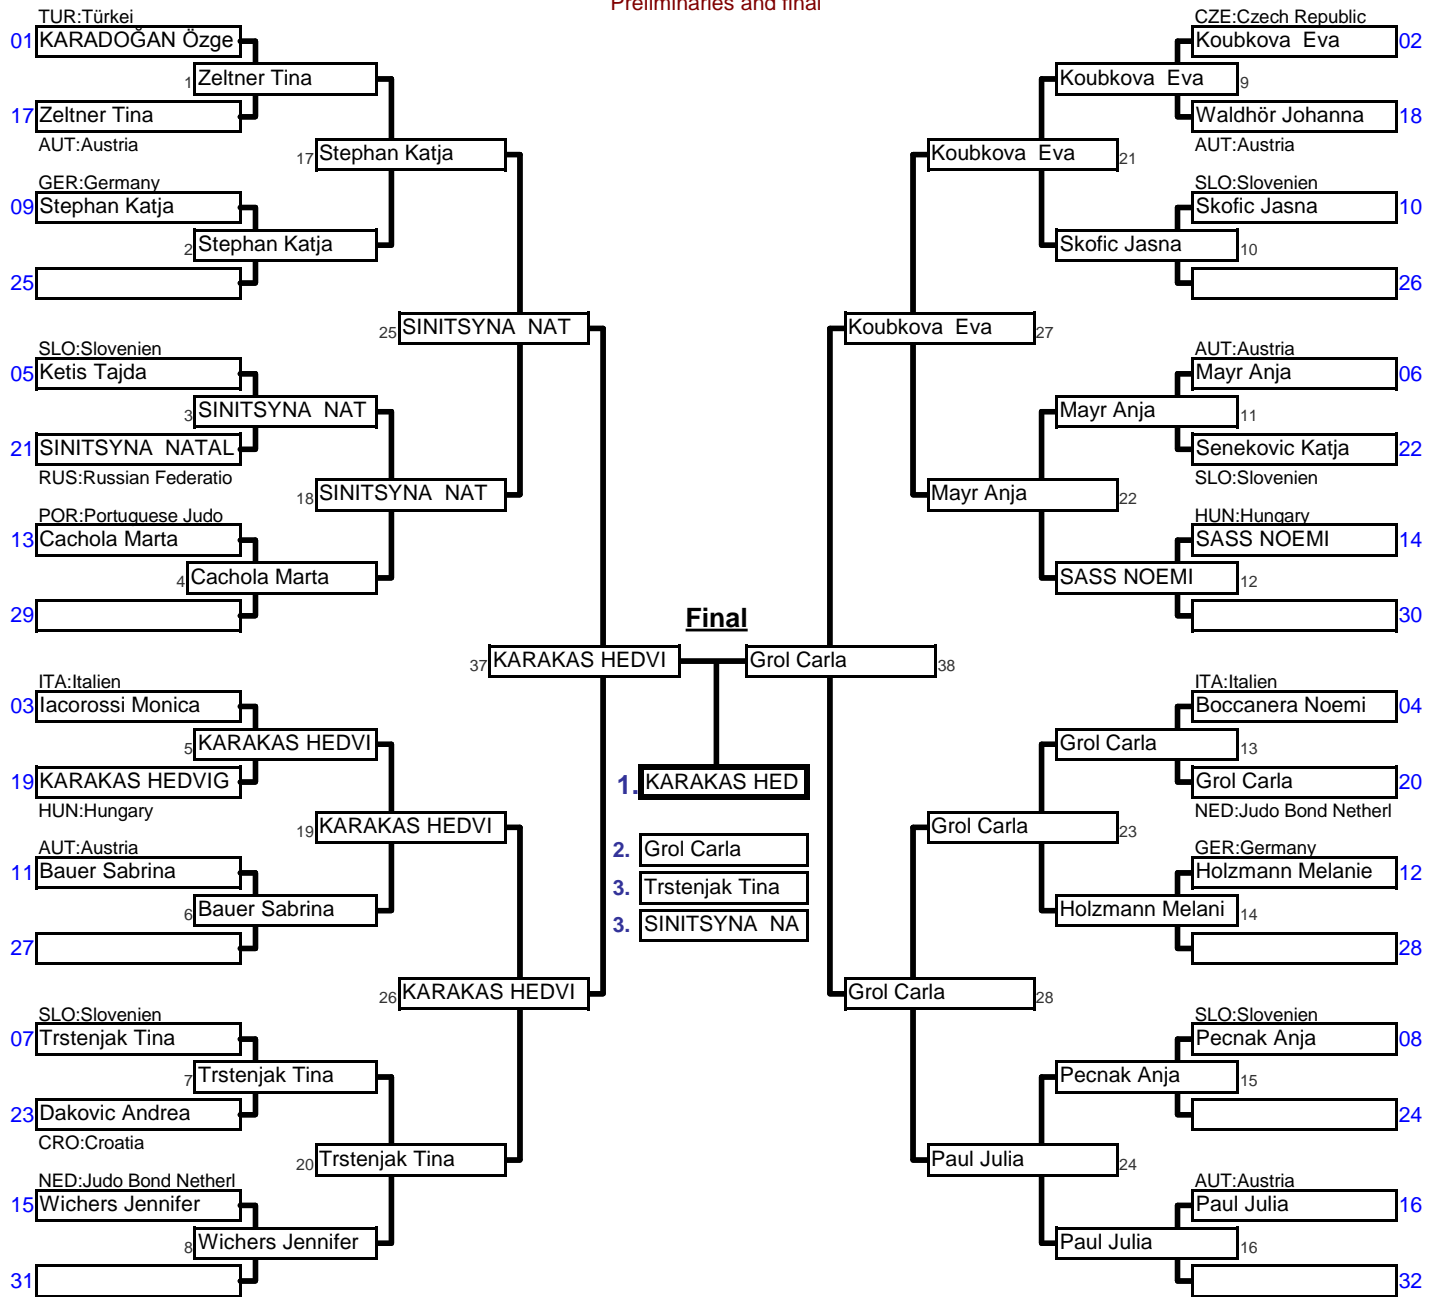 Preliminaries and final
TUR:Türkei
01 KARADOĞAN Özge
1 Zeltner Tina
17 Zeltner Tina
AUT:Austria
17 Stephan Katja
GER:Germany
09 Stephan Katja
2 Stephan Katja
25
25 SINITSYNA NAT
SLO:Slovenien
05 Ketis Tajda
3 SINITSYNA NAT
21 SINITSYNA NATAL
RUS:Russian Federatio
18 SINITSYNA NAT
POR:Portuguese Judo
13 Cachola Marta
4 Cachola Marta
29
37 KARAKAS HEDVI
ITA:Italien
03 Iacorossi Monica
5 KARAKAS HEDVI
19 KARAKAS HEDVIG
HUN:Hungary
19 KARAKAS HEDVI
AUT:Austria
11 Bauer Sabrina
6 Bauer Sabrina
27
26 KARAKAS HEDVI
SLO:Slovenien
07 Trstenjak Tina
7 Trstenjak Tina
23 Dakovic Andrea
CRO:Croatia
20 Trstenjak Tina
NED:Judo Bond Netherl
15 Wichers Jennifer
8 Wichers Jennifer
31
Final
1. KARAKAS HED
2. Grol Carla
3. Trstenjak Tina
3. SINITSYNA NA
CZE:Czech Republic
Koubkova Eva 02
Koubkova Eva 9
Waldhör Johanna 18
AUT:Austria
Koubkova Eva 21
SLO:Slovenien
Skofic Jasna 10
Skofic Jasna 10
26
Koubkova Eva 27
AUT:Austria
Mayr Anja 06
Mayr Anja 11
Senekovic Katja 22
SLO:Slovenien
Mayr Anja 22
HUN:Hungary
SASS NOEMI 14
SASS NOEMI 12
30
Grol Carla 38
ITA:Italien
Boccanera Noemi 04
Grol Carla 13
Grol Carla 20
NED:Judo Bond Netherl
Grol Carla 23
GER:Germany
Holzmann Melanie 12
Holzmann Melani 14
28
Grol Carla 28
SLO:Slovenien
Pecnak Anja 08
Pecnak Anja 15
24
Paul Julia 24
AUT:Austria
Paul Julia 16
Paul Julia 16
32